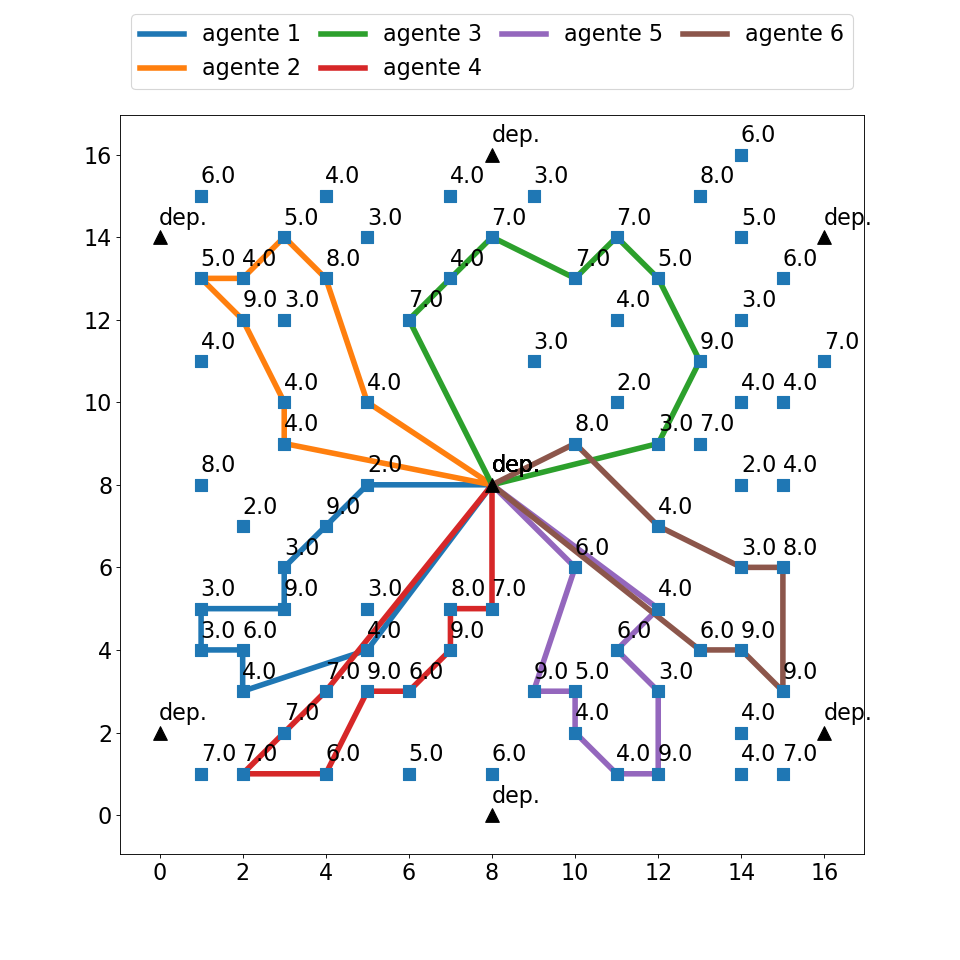 agente 1 agente 3 agente 5 agente 6
agente 2 agente 4
6.0
dep.
16
6.0 4.0 4.0 3.0 8.0
dep. 5.0 3.0 7.0 7.0 5.0 dep.
14
5.0 4.0 8.0 4.0 7.0 5.0 6.0
9.0 3.0 7.0 4.0 3.0
12
4.0 3.0 9.0 7.0
4.0 4.0 2.0 4.0 4.0
10
4.0 8.0 3.0 7.0
8.0 2.0 dep. 2.0 4.0
8
2.0 9.0 4.0
3.0 6.0 3.0 8.0
6
3.0 9.0 3.0 8.0 7.0 4.0
3.0 6.0 4.0 9.0 6.0 6.0 9.0
4
4.0 7.0 9.0 6.0 9.0 5.0 3.0 9.0
dep. 7.0 4.0 4.0 dep.
2
7.0 7.0 6.0 5.0 6.0 4.0 9.0 4.0 7.0
dep.
0
0 2 4 6 8 10 12 14 16